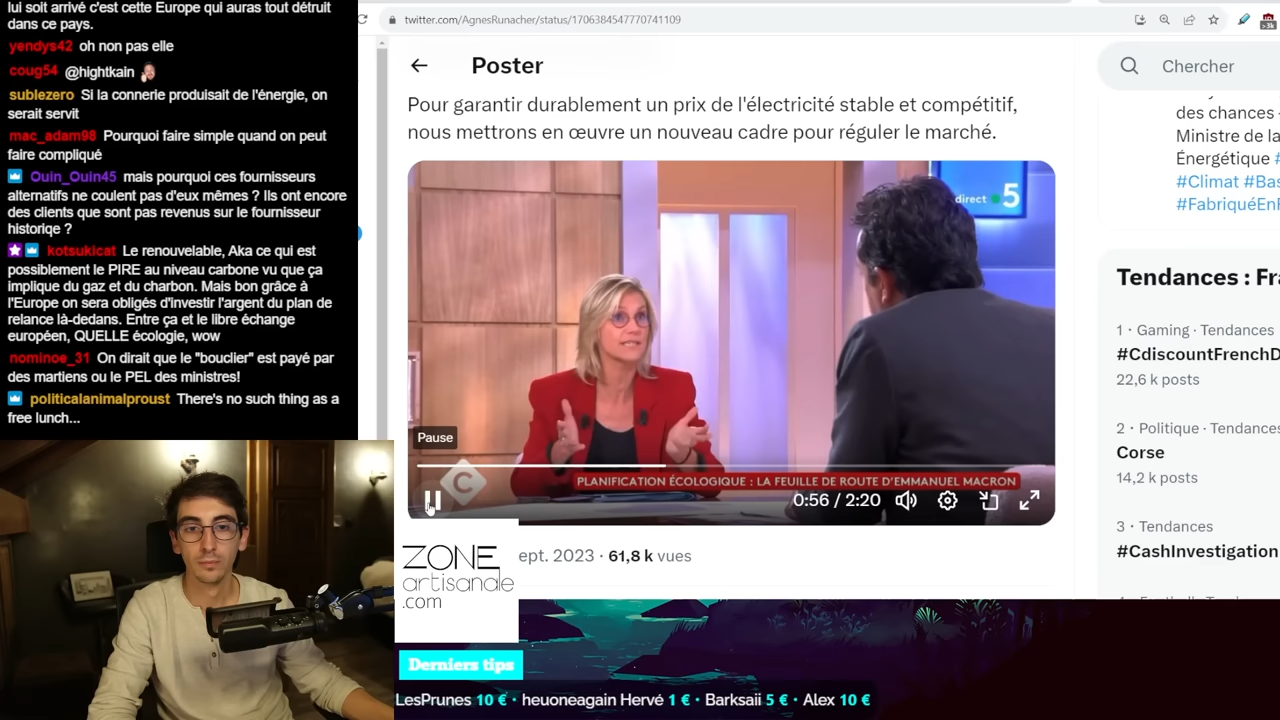 lui soit arrivé c'est cette Europe qui auras tout détruit
dans ce pays.
yendys42 oh non pas elle
coug54 @hightkain
sublezero Si la connerie produisait de l'énergie, on
serait servit
mac_adam98 Pourquoi faire simple quand on peut
faire compliqué
Ouin_Ouin45 mais pourquoi ces fournisseurs
alternatifs ne coulent pas d'eux mêmes ? Ils ont encore
des clients que sont pas revenus sur le fournisseur
historiqe ?
kotsukicat Le renouvelable, Aka ce qui est
possiblement le PIRE au niveau carbone vu que ça
implique du gaz et du charbon. Mais bon grâce à
l'Europe on sera obligés d'investir l'argent du plan de
relance là-dedans. Entre ça et le libre échange
européen, QUELLE écologie, wow
nominoe_31 On dirait que le "bouclier" est payé par
des martiens ou le PEL des ministres!
politicalanimalproust There's no such thing as a
free lunch...
twitter.com/AgnesRunacher/status/1706384547770741109
>3k
Poster
Pour garantir durablement un prix de l'électricité stable et compétitif,
nous mettrons en œuvre un nouveau cadre pour réguler le marché.
direct 5
Pause
C
PLANIFICATION ÉCOLOGIQUE : LA FEUILLE DE ROUTE D'EMMANUEL MACRON
0:56 / 2:20
ept. 2023 · 61,8 k vues
Chercher
des chances ·
Ministre de la
Énergétique #
#Climat #Bas
#FabriquéEnF
Tendances : Fra
1 · Gaming · Tendances
#CdiscountFrenchD
22,6 k posts
2 · Politique · Tendances
Corse
14,2 k posts
3 · Tendances
#CashInvestigation
ZONE
artisanale
.com
Derniers tips
LesPrunes 10 € · heuoneagain Hervé 1 € · Barksaii 5 € · Alex 10 €